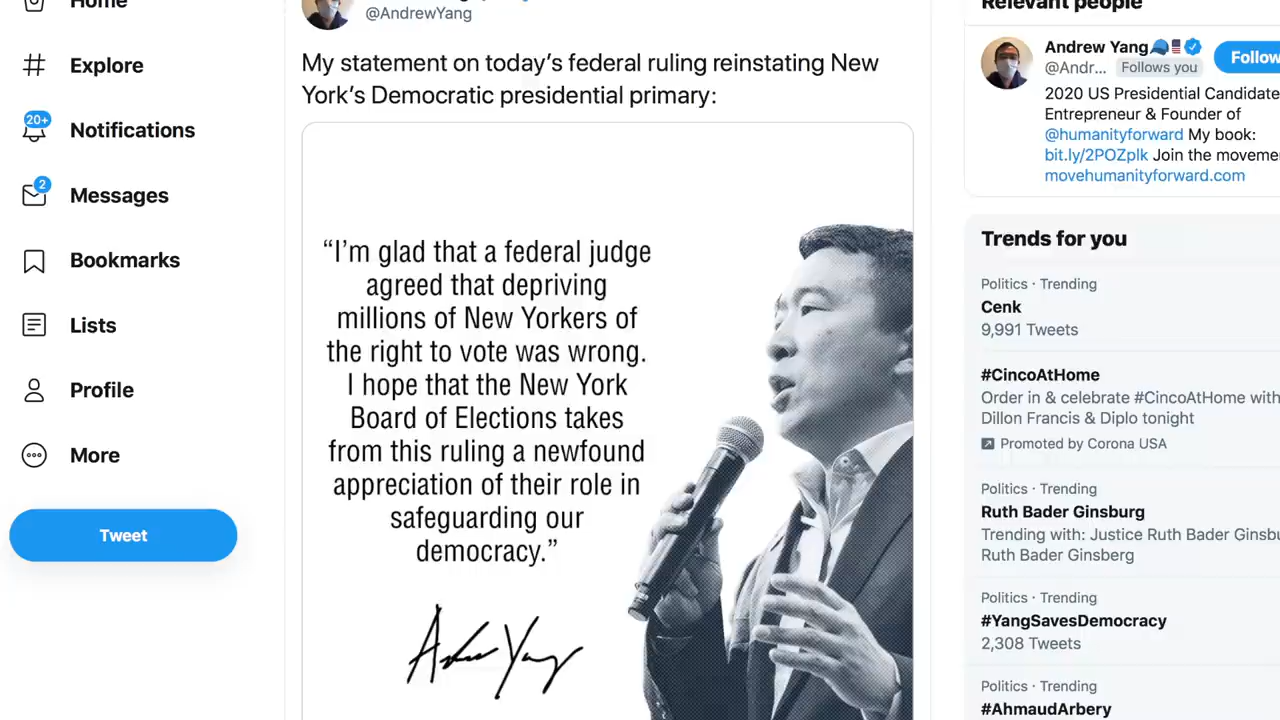 Home
Explore
20+
Notifications
2
Messages
Bookmarks
Lists
Profile
More
Tweet
@AndrewYang
My statement on today’s federal ruling reinstating New
York’s Democratic presidential primary:
“I’m glad that a federal judge
agreed that depriving
millions of New Yorkers of
the right to vote was wrong.
I hope that the New York
Board of Elections takes
from this ruling a newfound
appreciation of their role in
safeguarding our
democracy.”
Andrew Yang
Relevant people
Andrew Yang
@Andr... Follows you
Follow
2020 US Presidential Candidate
Entrepreneur & Founder of
@humanityforward My book:
bit.ly/2POZplk Join the moveme
movehumanityforward.com
Trends for you
Politics · Trending
Cenk
9,991 Tweets
#CincoAtHome
Order in & celebrate #CincoAtHome with
Dillon Francis & Diplo tonight
Promoted by Corona USA
Politics · Trending
Ruth Bader Ginsburg
Trending with: Justice Ruth Bader Ginsbu
Ruth Bader Ginsberg
Politics · Trending
#YangSavesDemocracy
2,308 Tweets
Politics · Trending
#AhmaudArbery